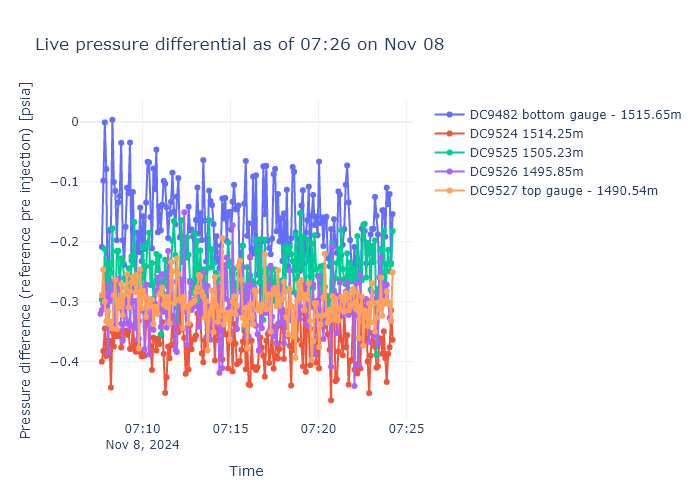 Live pressure differential as of 07:26 on Nov 08
Pressure difference (reference pre injection) [psia]
0
−0.1
−0.2
−0.3
−0.4
07:10
07:15
07:20
07:25
Nov 8, 2024
Time
DC9482 bottom gauge - 1515.65m
DC9524 1514.25m
DC9525 1505.23m
DC9526 1495.85m
DC9527 top gauge - 1490.54m